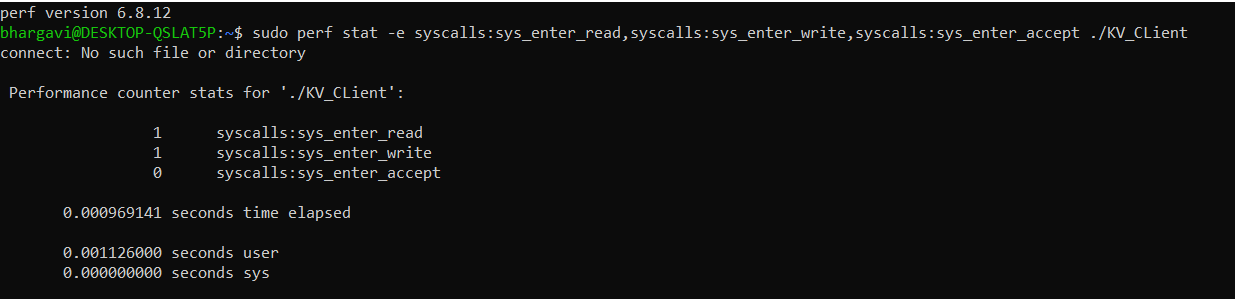 perf version 6.8.12
bhargavi@DESKTOP-QSLAT5P:~$ sudo perf stat -e syscalls:sys_enter_read,syscalls:sys_enter_write,syscalls:sys_enter_accept ./KV_CLient
connect: No such file or directory
Performance counter stats for './KV_CLient':
1 syscalls:sys_enter_read
1 syscalls:sys_enter_write
0 syscalls:sys_enter_accept
0.000969141 seconds time elapsed
0.001126000 seconds user
0.000000000 seconds sys